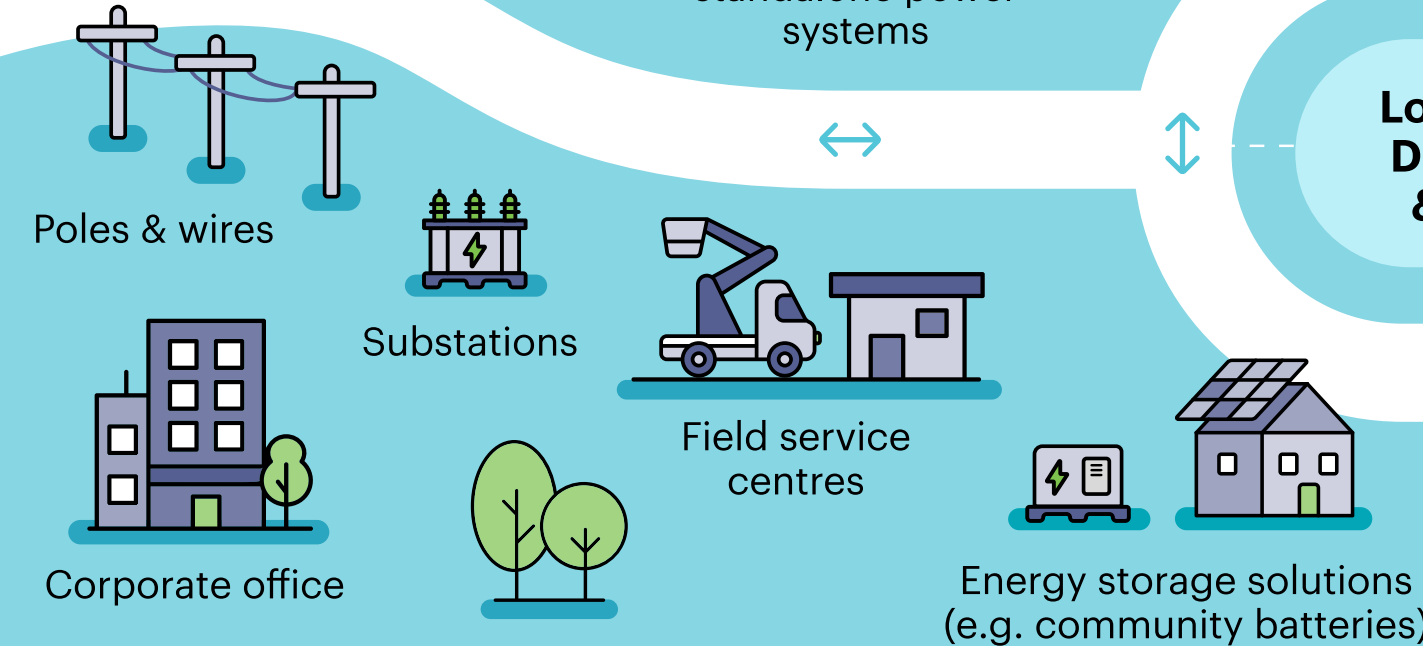 systems
Poles & wires
Substations
Field service
centres
Corporate office
Energy storage solutions
(e.g. community batteries)
&